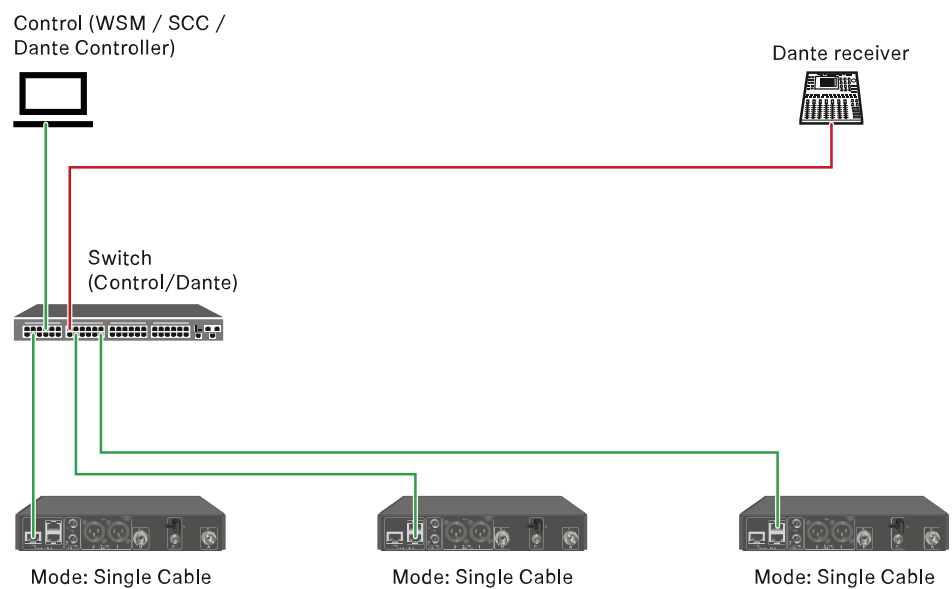 Control (WSM / SCC /
Dante Controller)
Dante receiver
Switch
(Control/Dante)
Mode: Single Cable
Mode: Single Cable
Mode: Single Cable